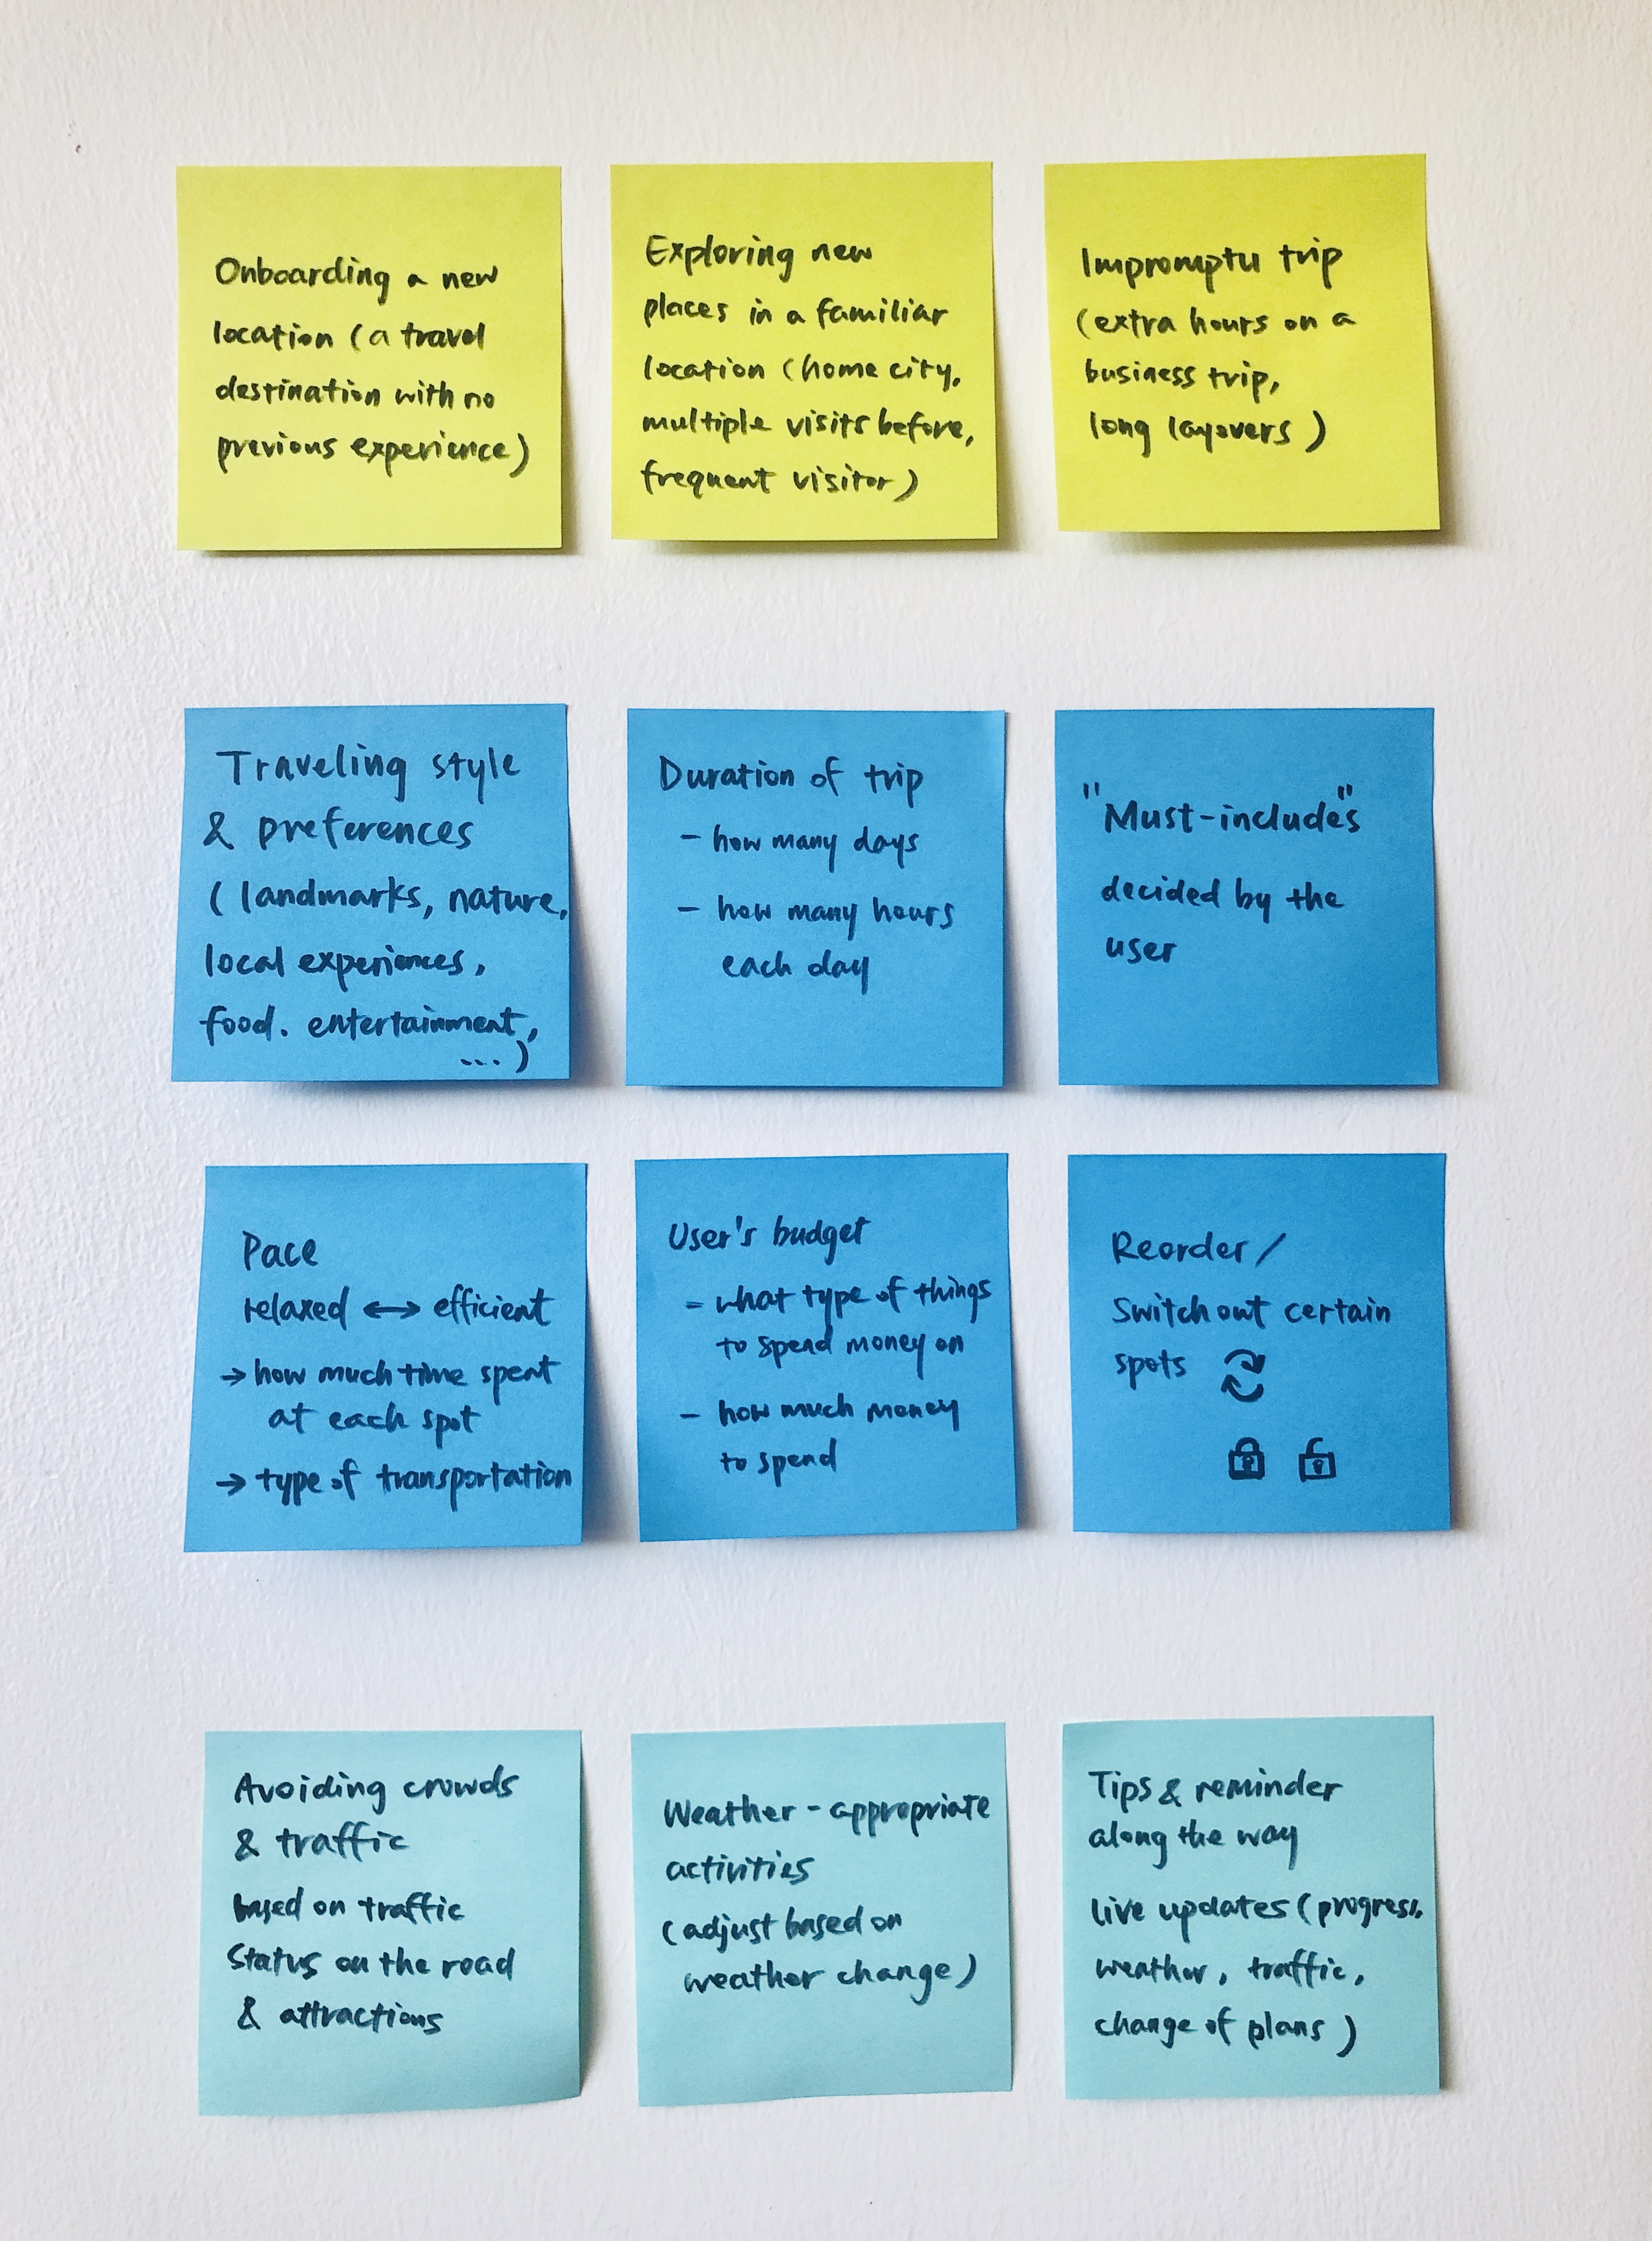 Onboarding a new
location (a travel
destination with no
previous experience)
Exploring new
places in a familiar
location (home city,
multiple visits before,
frequent visitor)
Impromptu trip
(extra hours on a
business trip,
long layovers)
Traveling style
& preferences
(landmarks, nature,
local experiences,
food. entertainment,
...)
Duration of trip
- how many days
- how many hours
each day
"Must-include"s
decided by the
user
Pace
relaxed ↔ efficient
→ how much time spent
at each spot
→ type of transportation
User's budget
- what type of things
to spend money on
- how much money
to spend
Reorder/
Switch out certain
spots
Avoiding crowds
& traffic
based on traffic
status on the road
& attractions
Weather-appropriate
activities
(adjust based on
weather change)
Tips & reminder
along the way
live updates (progress,
weather, traffic,
change of plans)